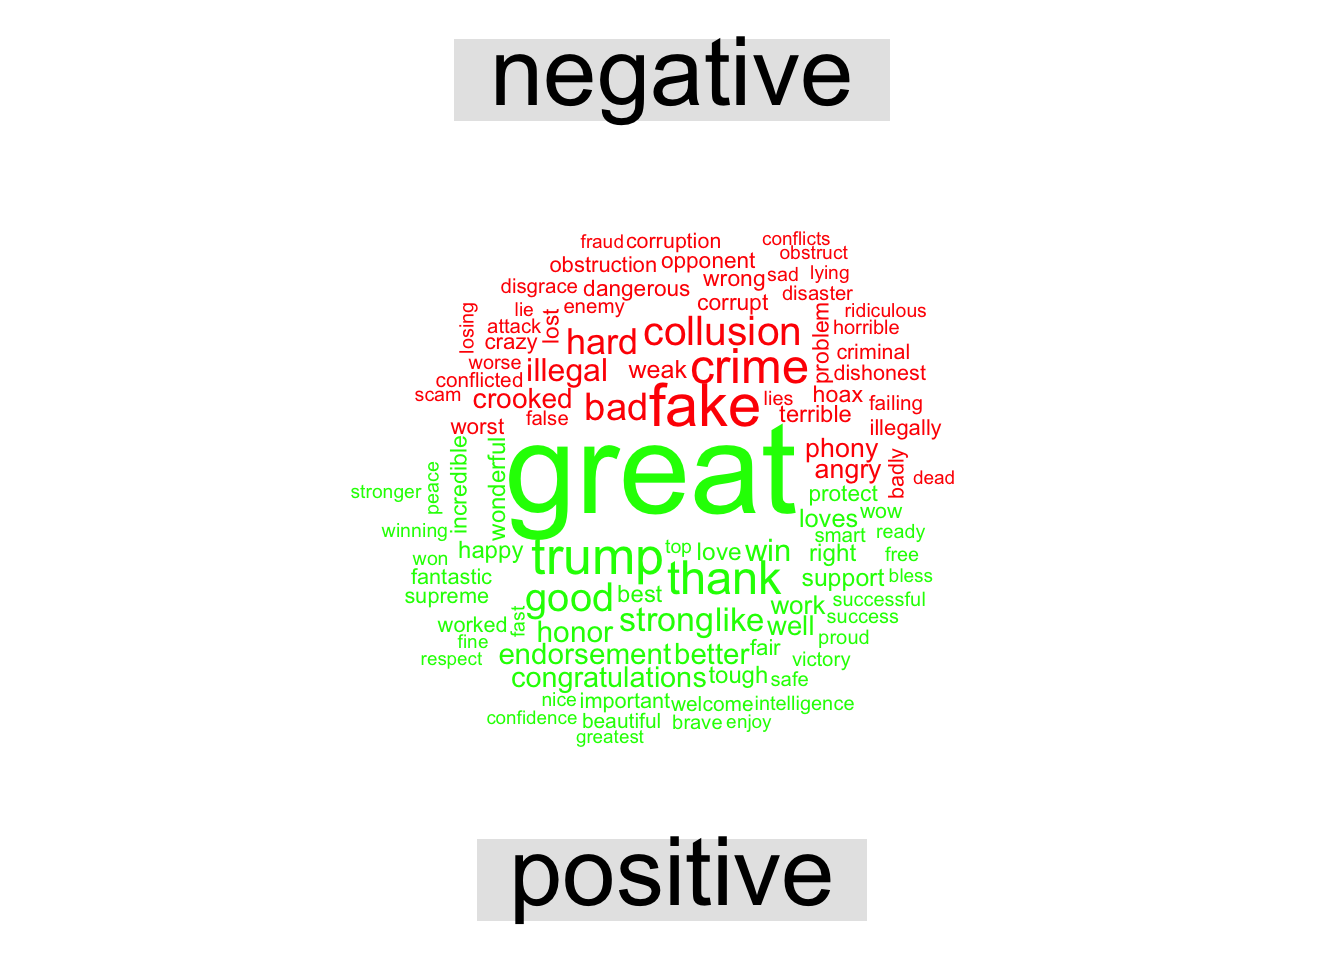 negative
fraud corruption conflicts
obstruct
obstruction opponent
wrong sad lying
disgrace dangerous disaster
lie enemy corrupt ridiculous
losing attack lost hard collusion problem horrible
crazy criminal
worse illegal weak crime dishonest
conflicted
scam crooked bad fake lies hoax failing
false terrible
worst illegally
great phony
angry badly dead
stronger peace incredible wonderful protect
loves wow
winning smart ready
won happy trump top love win right free
fantastic thank support bless
supreme good best work successful
worked fast honor strong like well success
fine proud
respect endorsement better fair victory
congratulations tough safe
nice important welcome intelligence
confidence beautiful brave enjoy
greatest
positive